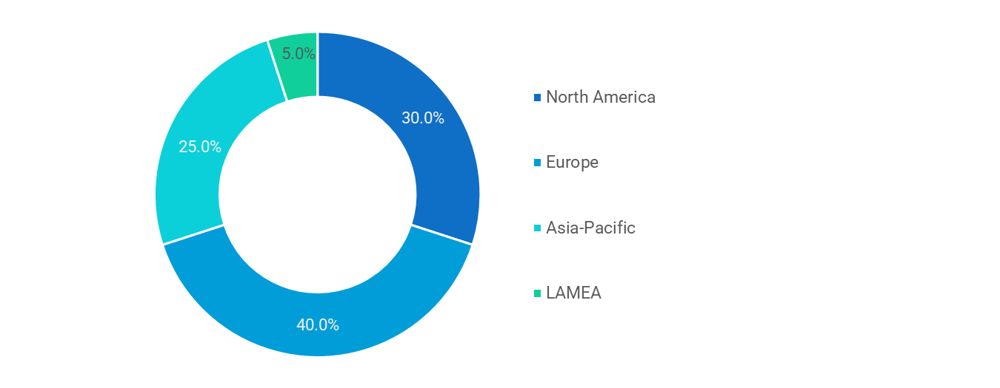 5.0%
30.0%
25.0%
40.0%
North America
Europe
Asia-Pacific
LAMEA